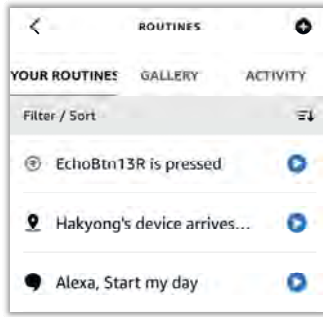 ROUTINES
YOUR ROUTINES GALLERY ACTIVITY
Filter / Sort
EchoBtn13R is pressed
Hakyong's device arrives...
Alexa, Start my day